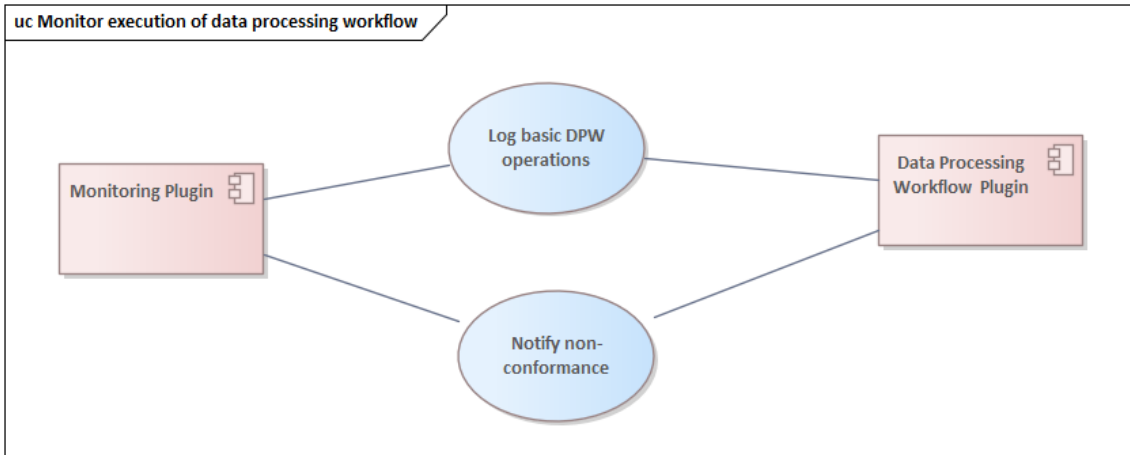 uc Monitor execution of data processing workflow
Log basic DPW
operations
Monitoring Plugin
Data Processing
Workflow Plugin
Notify non-
conformance